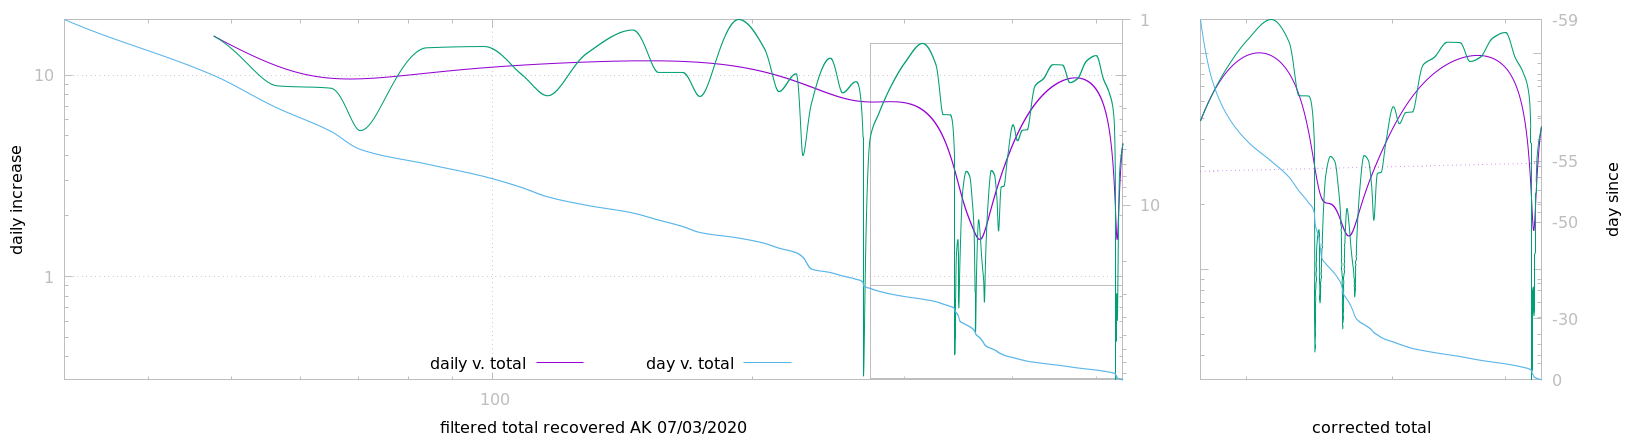 daily increase
10
1
daily v. total
day v. total
100
filtered total recovered AK 07/03/2020
1
10
-59
-55
-50
-30
0
day since
corrected total